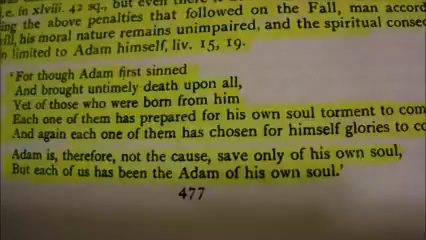 i.e. in xlviii. 42 sq., but even there
ing the above penalties that followed on the Fall, man accord
his moral nature remains unimpaired, and the spiritual conse
limited to Adam himself, liv. 15, 19.
'For though Adam first sinned
And brought untimely death upon all,
Yet of those who were born from him
Each one of them has prepared for his own soul torment to com
And again each one of them has chosen for himself glories to co
Adam is, therefore, not the cause, save only of his own soul,
But each of us has been the Adam of his own soul.'
477